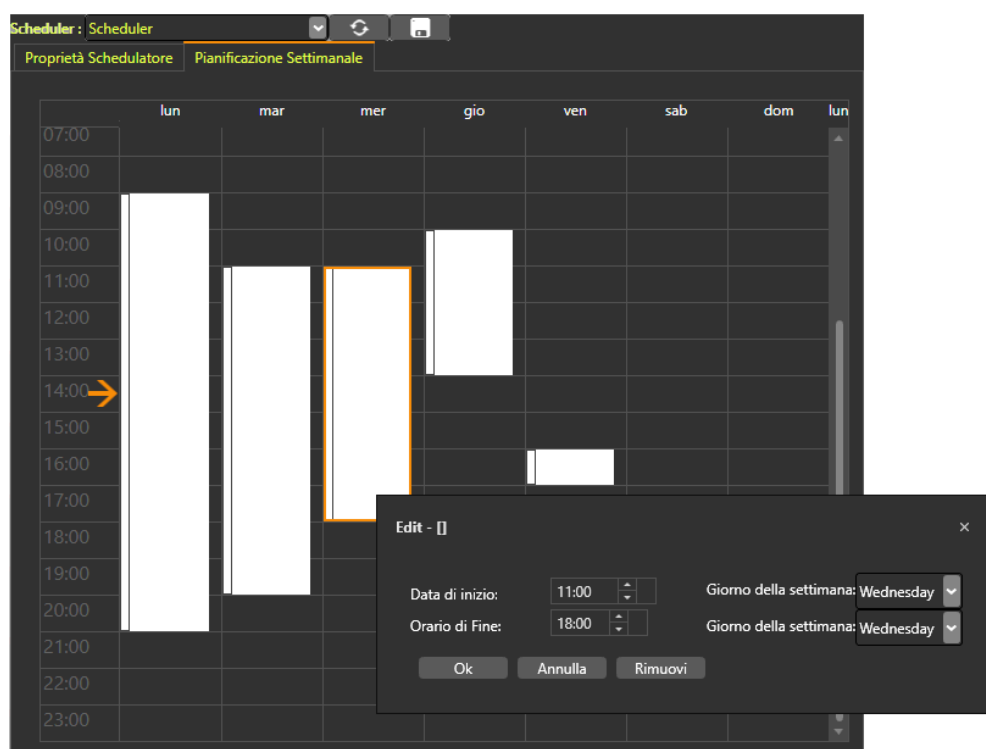 Scheduler : Scheduler
Proprietà Schedulatore Pianificazione Settimanale
lun mar mer gio ven sab dom lun
07:00
08:00
09:00
10:00
11:00
12:00
13:00
14:00
15:00
16:00
17:00
18:00
19:00
20:00
21:00
22:00
23:00
Edit - []
Data di inizio: 11:00 Giorno della settimana: Wednesday
Orario di Fine: 18:00 Giorno della settimana: Wednesday
Ok Annulla Rimuovi